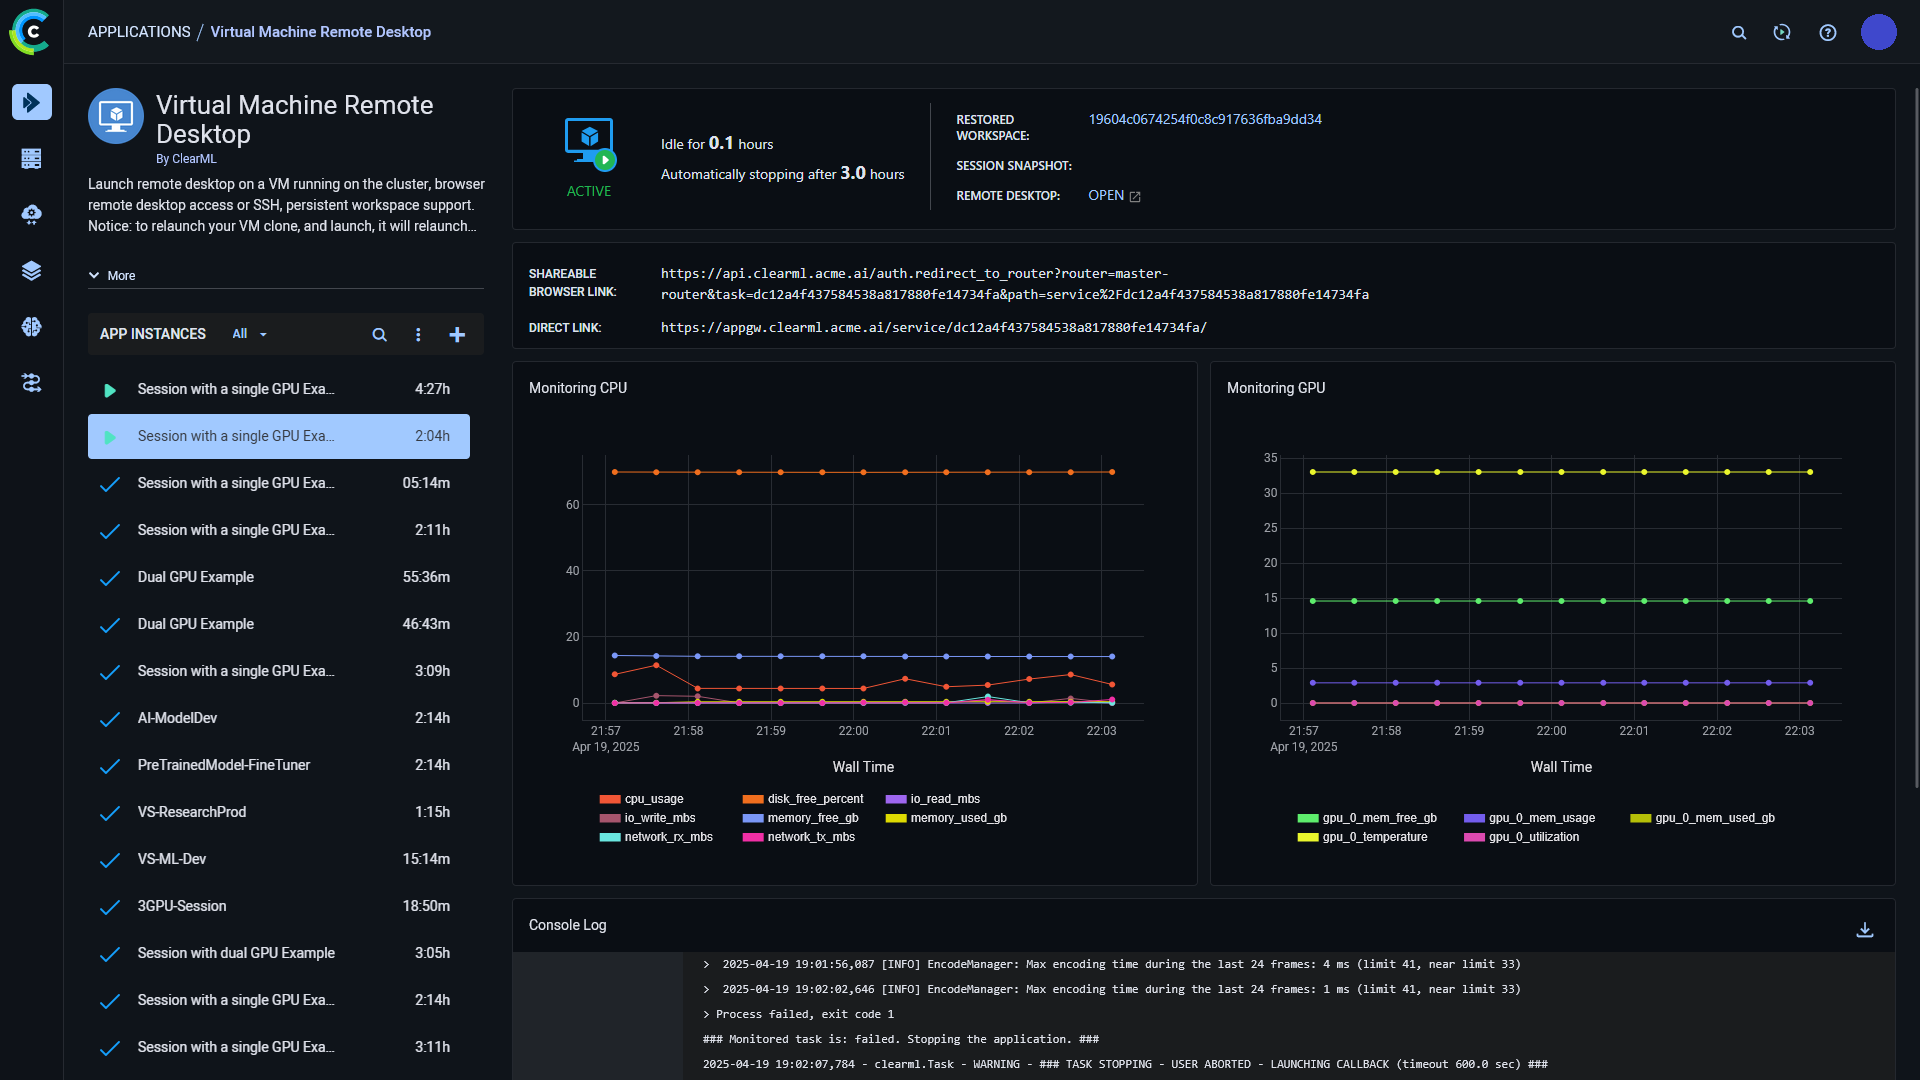 APPLICATIONS / Virtual Machine Remote Desktop
Virtual Machine Remote
Desktop
By ClearML
Launch remote desktop on a VM running on the cluster, browser
remote desktop access or SSH, persistent workspace support.
Notice: to relaunch your VM clone, and launch, it will relaunch...
More
APP INSTANCES All
Session with a single GPU Exa... 4:27h
Session with a single GPU Exa... 2:04h
Session with a single GPU Exa... 05:14m
Session with a single GPU Exa... 2:11h
Dual GPU Example 55:36m
Dual GPU Example 46:43m
Session with a single GPU Exa... 3:09h
AI-ModelDev 2:14h
PreTrainedModel-FineTuner 2:14h
VS-ResearchProd 1:15h
VS-ML-Dev 15:14m
3GPU-Session 18:50m
Session with dual GPU Example 3:05h
Session with a single GPU Exa... 2:14h
Session with a single GPU Exa... 3:11h
ACTIVE
Idle for 0.1 hours
Automatically stopping after 3.0 hours
RESTORED
WORKSPACE:
19604c0674254f0c8c917636fba9dd34
SESSION SNAPSHOT:
REMOTE DESKTOP: OPEN
SHAREABLE
BROWSER LINK:
https://api.clearml.acme.ai/auth.redirect_to_router?router=master-
router&task=dc12a4f437584538a817880fe14734fa&path=service%2Fdc12a4f437584538a817880fe14734fa
DIRECT LINK: https://appgw.clearml.acme.ai/service/dc12a4f437584538a817880fe14734fa/
Monitoring CPU
60
40
20
0
21:57 21:58 21:59 22:00 22:01 22:02 22:03
Apr 19, 2025
Wall Time
cpu_usage disk_free_percent io_read_mbs
io_write_mbs memory_free_gb memory_used_gb
network_rx_mbs network_tx_mbs
Monitoring GPU
35
30
25
20
15
10
5
0
21:57 21:58 21:59 22:00 22:01 22:02 22:03
Apr 19, 2025
Wall Time
gpu_0_mem_free_gb gpu_0_mem_usage gpu_0_mem_used_gb
gpu_0_temperature gpu_0_utilization
Console Log
> 2025-04-19 19:01:56,087 [INFO] EncodeManager: Max encoding time during the last 24 frames: 4 ms (limit 41, near limit 33)
> 2025-04-19 19:02:02,646 [INFO] EncodeManager: Max encoding time during the last 24 frames: 1 ms (limit 41, near limit 33)
> Process failed, exit code 1
### Monitored task is: failed. Stopping the application. ###
2025-04-19 19:02:07,784 - clearml.Task - WARNING - ### TASK STOPPING - USER ABORTED - LAUNCHING CALLBACK (timeout 600.0 sec) ###